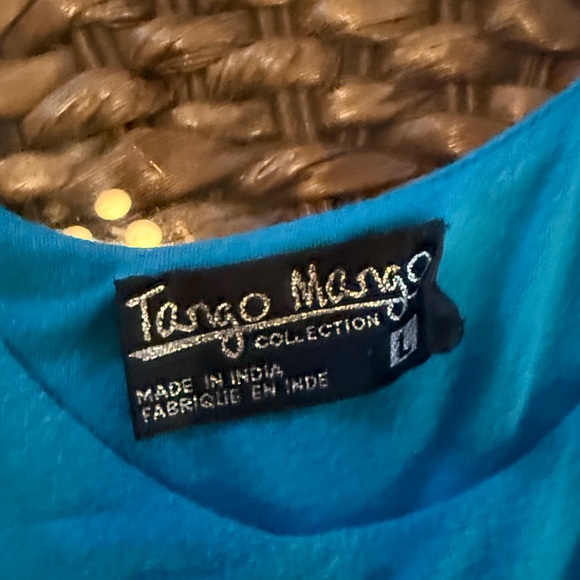 Tango Mango
COLLECTION
L
MADE IN INDIA
FABRIQUE EN INDE